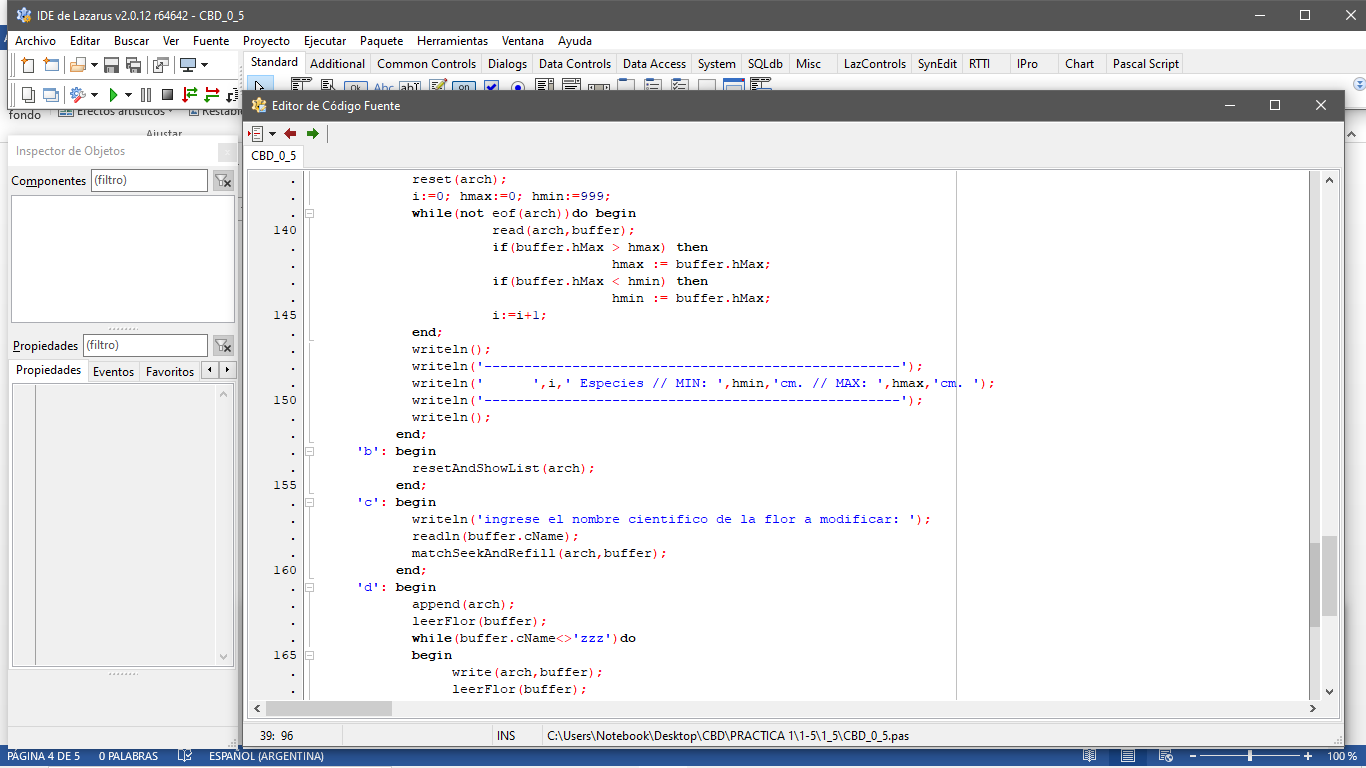 IDE de Lazarus v2.0.12 r64642 - CBD_0_5
Archivo Editar Buscar Ver Fuente Proyecto Ejecutar Paquete Herramientas Ventana Ayuda
Standard Additional Common Controls Dialogs Data Controls Data Access System SQLdb Misc LazControls SynEdit RTTI IPro Chart Pascal Script
fondo
Efectos artísticos
Ajustar
Editor de Código Fuente
CBD_0_5
Inspector de Objetos
Componentes (filtro)
Propiedades (filtro)
Propiedades Eventos Favoritos
reset(arch);
i:=0; hmax:=0; hmin:=999;
while(not eof(arch))do begin
140 read(arch,buffer);
if(buffer.hMax > hmax) then
hmax := buffer.hMax;
if(buffer.hMax < hmin) then
hmin := buffer.hMax;
145 i:=i+1;
end;
writeln();
writeln('----------------------------------------------------');
writeln('      ',i,' Especies // MIN: ',hmin,'cm. // MAX: ',hmax,'cm. ');
150 writeln('----------------------------------------------------');
writeln();
end;
'b': begin
resetAndShowList(arch);
155 end;
'c': begin
writeln('ingrese el nombre cientifico de la flor a modificar: ');
readln(buffer.cName);
matchSeekAndRefill(arch,buffer);
160 end;
'd': begin
append(arch);
leerFlor(buffer);
while(buffer.cName<>'zzz')do
165 begin
write(arch,buffer);
leerFlor(buffer);
39: 96 INS C:\Users\Notebook\Desktop\CBD\PRACTICA 1\1-5\1_5\CBD_0_5.pas
PÁGINA 4 DE 5 0 PALABRAS ESPAÑOL (ARGENTINA) 100 %